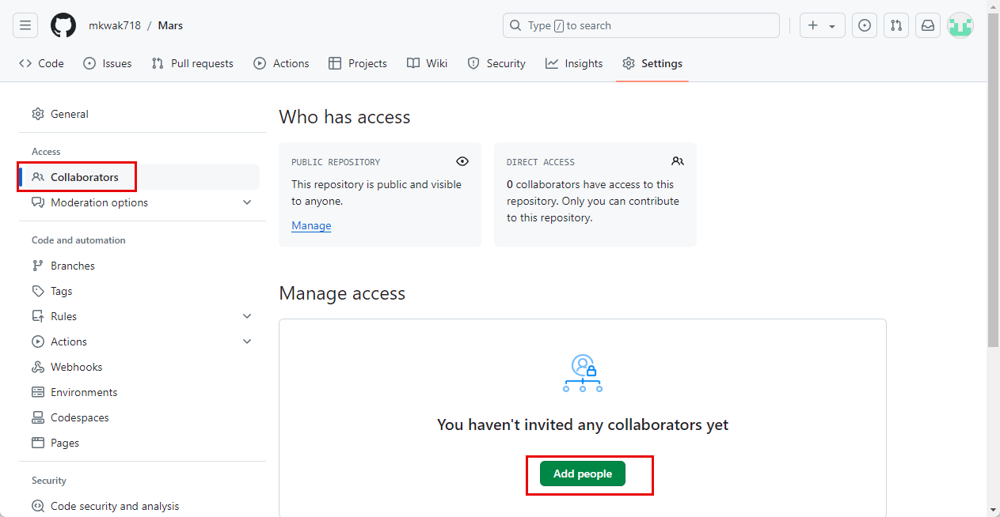 mkwak718 / Mars
Type / to search
Code
Issues
Pull requests
Actions
Projects
Wiki
Security
Insights
Settings
General
Access
Collaborators
Moderation options
Code and automation
Branches
Tags
Rules
Actions
Webhooks
Environments
Codespaces
Pages
Security
Code security and analysis
Who has access
PUBLIC REPOSITORY
This repository is public and visible
to anyone.
Manage
DIRECT ACCESS
0 collaborators have access to this
repository. Only you can contribute
to this repository.
Manage access
You haven't invited any collaborators yet
Add people